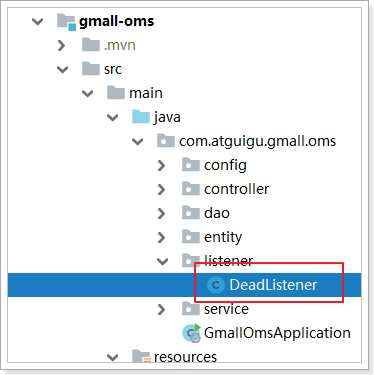 gmall-oms
.mvn
src
main
java
com.atguigu.gmall.oms
config
controller
dao
entity
listener
DeadListener
service
GmallOmsApplication
resources